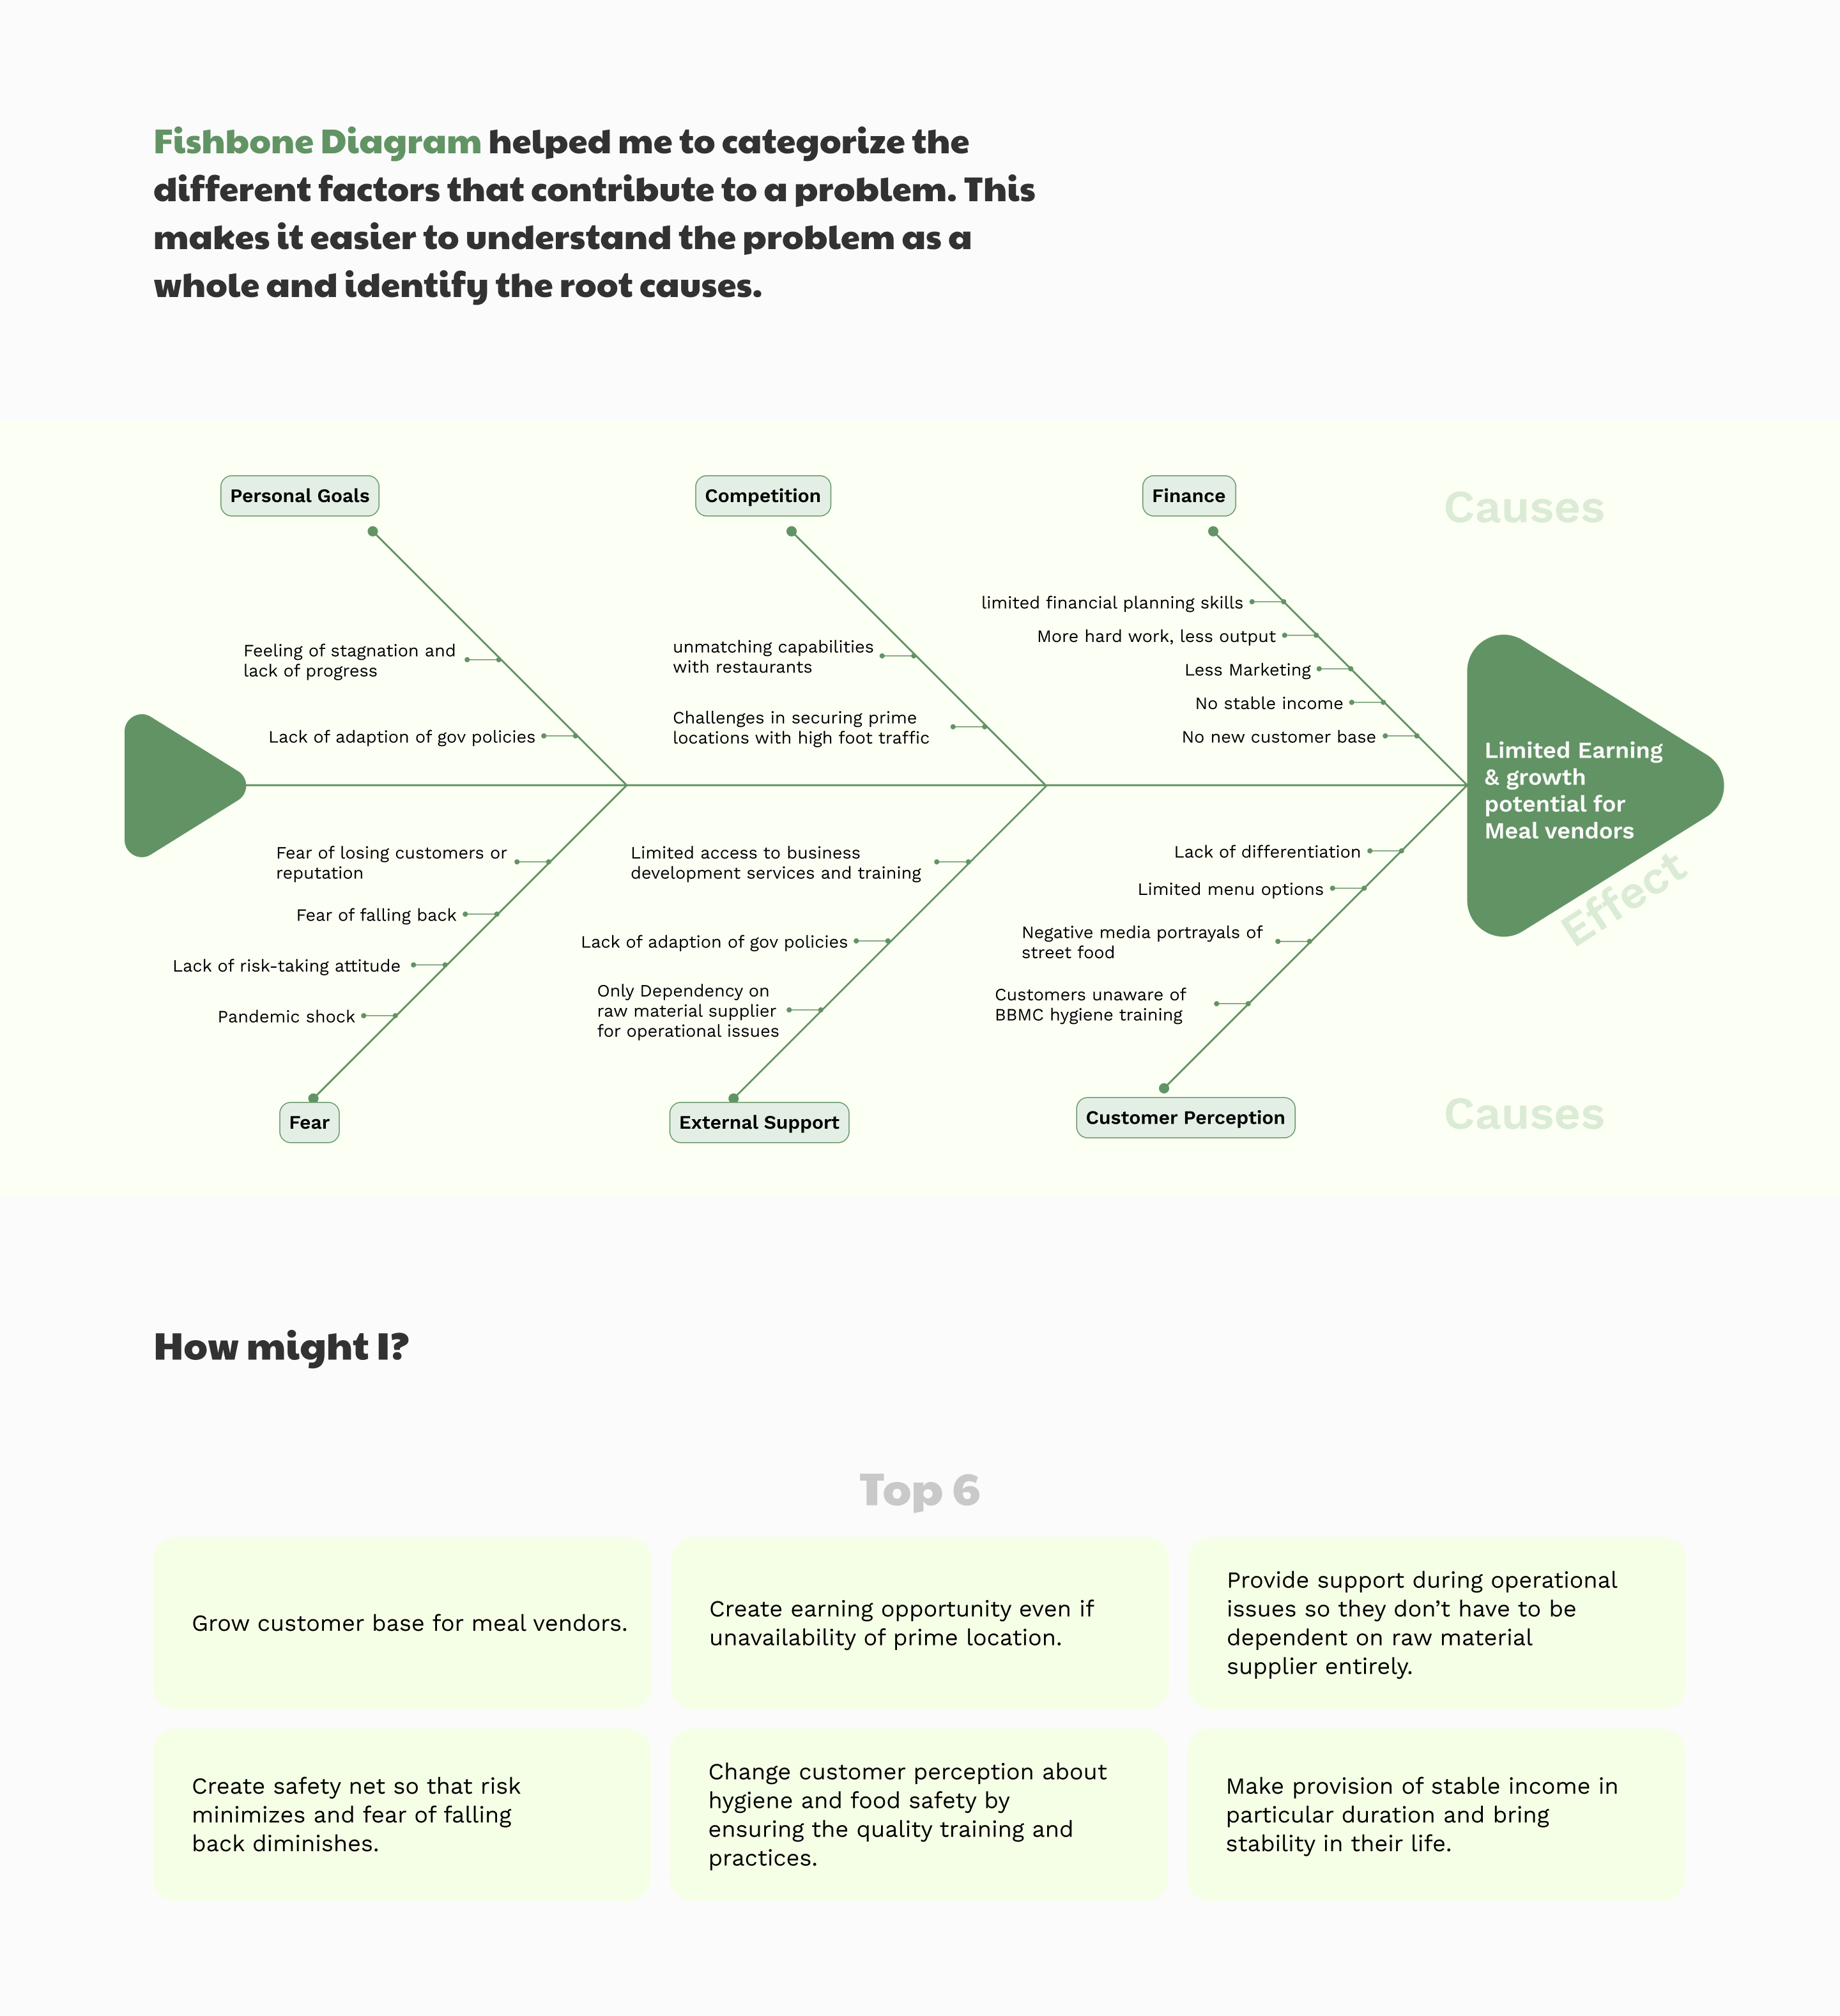 Fishbone Diagram helped me to categorize the
different factors that contribute to a problem. This
makes it easier to understand the problem as a
whole and identify the root causes.
Personal Goals
Competition
Finance
Causes
Feeling of stagnation and
lack of progress
Lack of adaption of gov policies
unmatching capabilities
with restaurants
Challenges in securing prime
locations with high foot traffic
limited financial planning skills
More hard work, less output
Less Marketing
No stable income
No new customer base
Limited Earning
& growth
potential for
Meal vendors
Effect
Fear of losing customers or
reputation
Fear of falling back
Lack of risk-taking attitude
Pandemic shock
Limited access to business
development services and training
Lack of adaption of gov policies
Only Dependency on
raw material supplier
for operational issues
Lack of differentiation
Limited menu options
Negative media portrayals of
street food
Customers unaware of
BBMC hygiene training
Fear
External Support
Customer Perception
Causes
How might I?
Top 6
Grow customer base for meal vendors.
Create earning opportunity even if
unavailability of prime location.
Provide support during operational
issues so they don’t have to be
dependent on raw material
supplier entirely.
Create safety net so that risk
minimizes and fear of falling
back diminishes.
Change customer perception about
hygiene and food safety by
ensuring the quality training and
practices.
Make provision of stable income in
particular duration and bring
stability in their life.